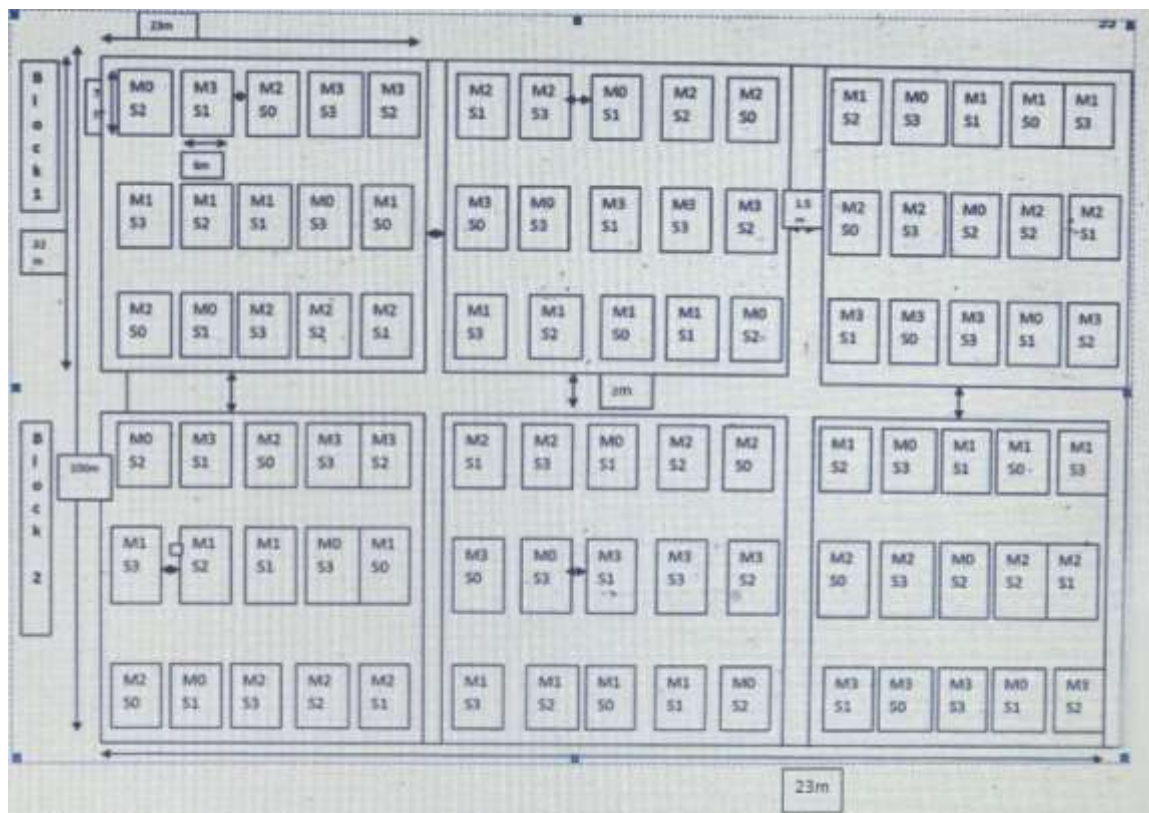 23m
M0 M3 M2 M3 M3
S2 S1 S0 S3 S2
M2 M2 M0 M2 M2
S1 S3 S1 S2 S0
M1 M0 M1 M1 M1
S2 S3 S1 S0 S3
Block1
6m
M1 M1 M1 M0 M1
S3 S2 S1 S3 S0
M3 M0 M3 M3 M3
S0 S3 S1 S3 S2
1.5
m
M2 M2 M0 M2 M2
S0 S3 S2 S2 S1
M2 M0 M2 M2 M2
S0 S1 S3 S2 S1
M1 M1 M1 M1 M0
S3 S2 S0 S1 S2
M3 M3 M3 M0 M3
S1 S0 S3 S1 S2
2m
Block 2
100m
M0 M3 M2 M3 M3
S2 S1 S0 S3 S2
M2 M2 M0 M2 M2
S1 S3 S1 S2 S0
M1 M0 M1 M1 M1
S2 S3 S1 S0 S3
M1 M1 M1 M0 M1
S3 S2 S1 S3 S0
M3 M0 M3 M3 M3
S0 S3 S1 S3 S2
M2 M2 M0 M2 M2
S0 S3 S2 S2 S1
M2 M0 M2 M2 M2
S0 S1 S3 S2 S1
M1 M1 M1 M1 M0
S3 S2 S0 S1 S2
M3 M3 M3 M0 M3
S1 S0 S3 S1 S2
23m